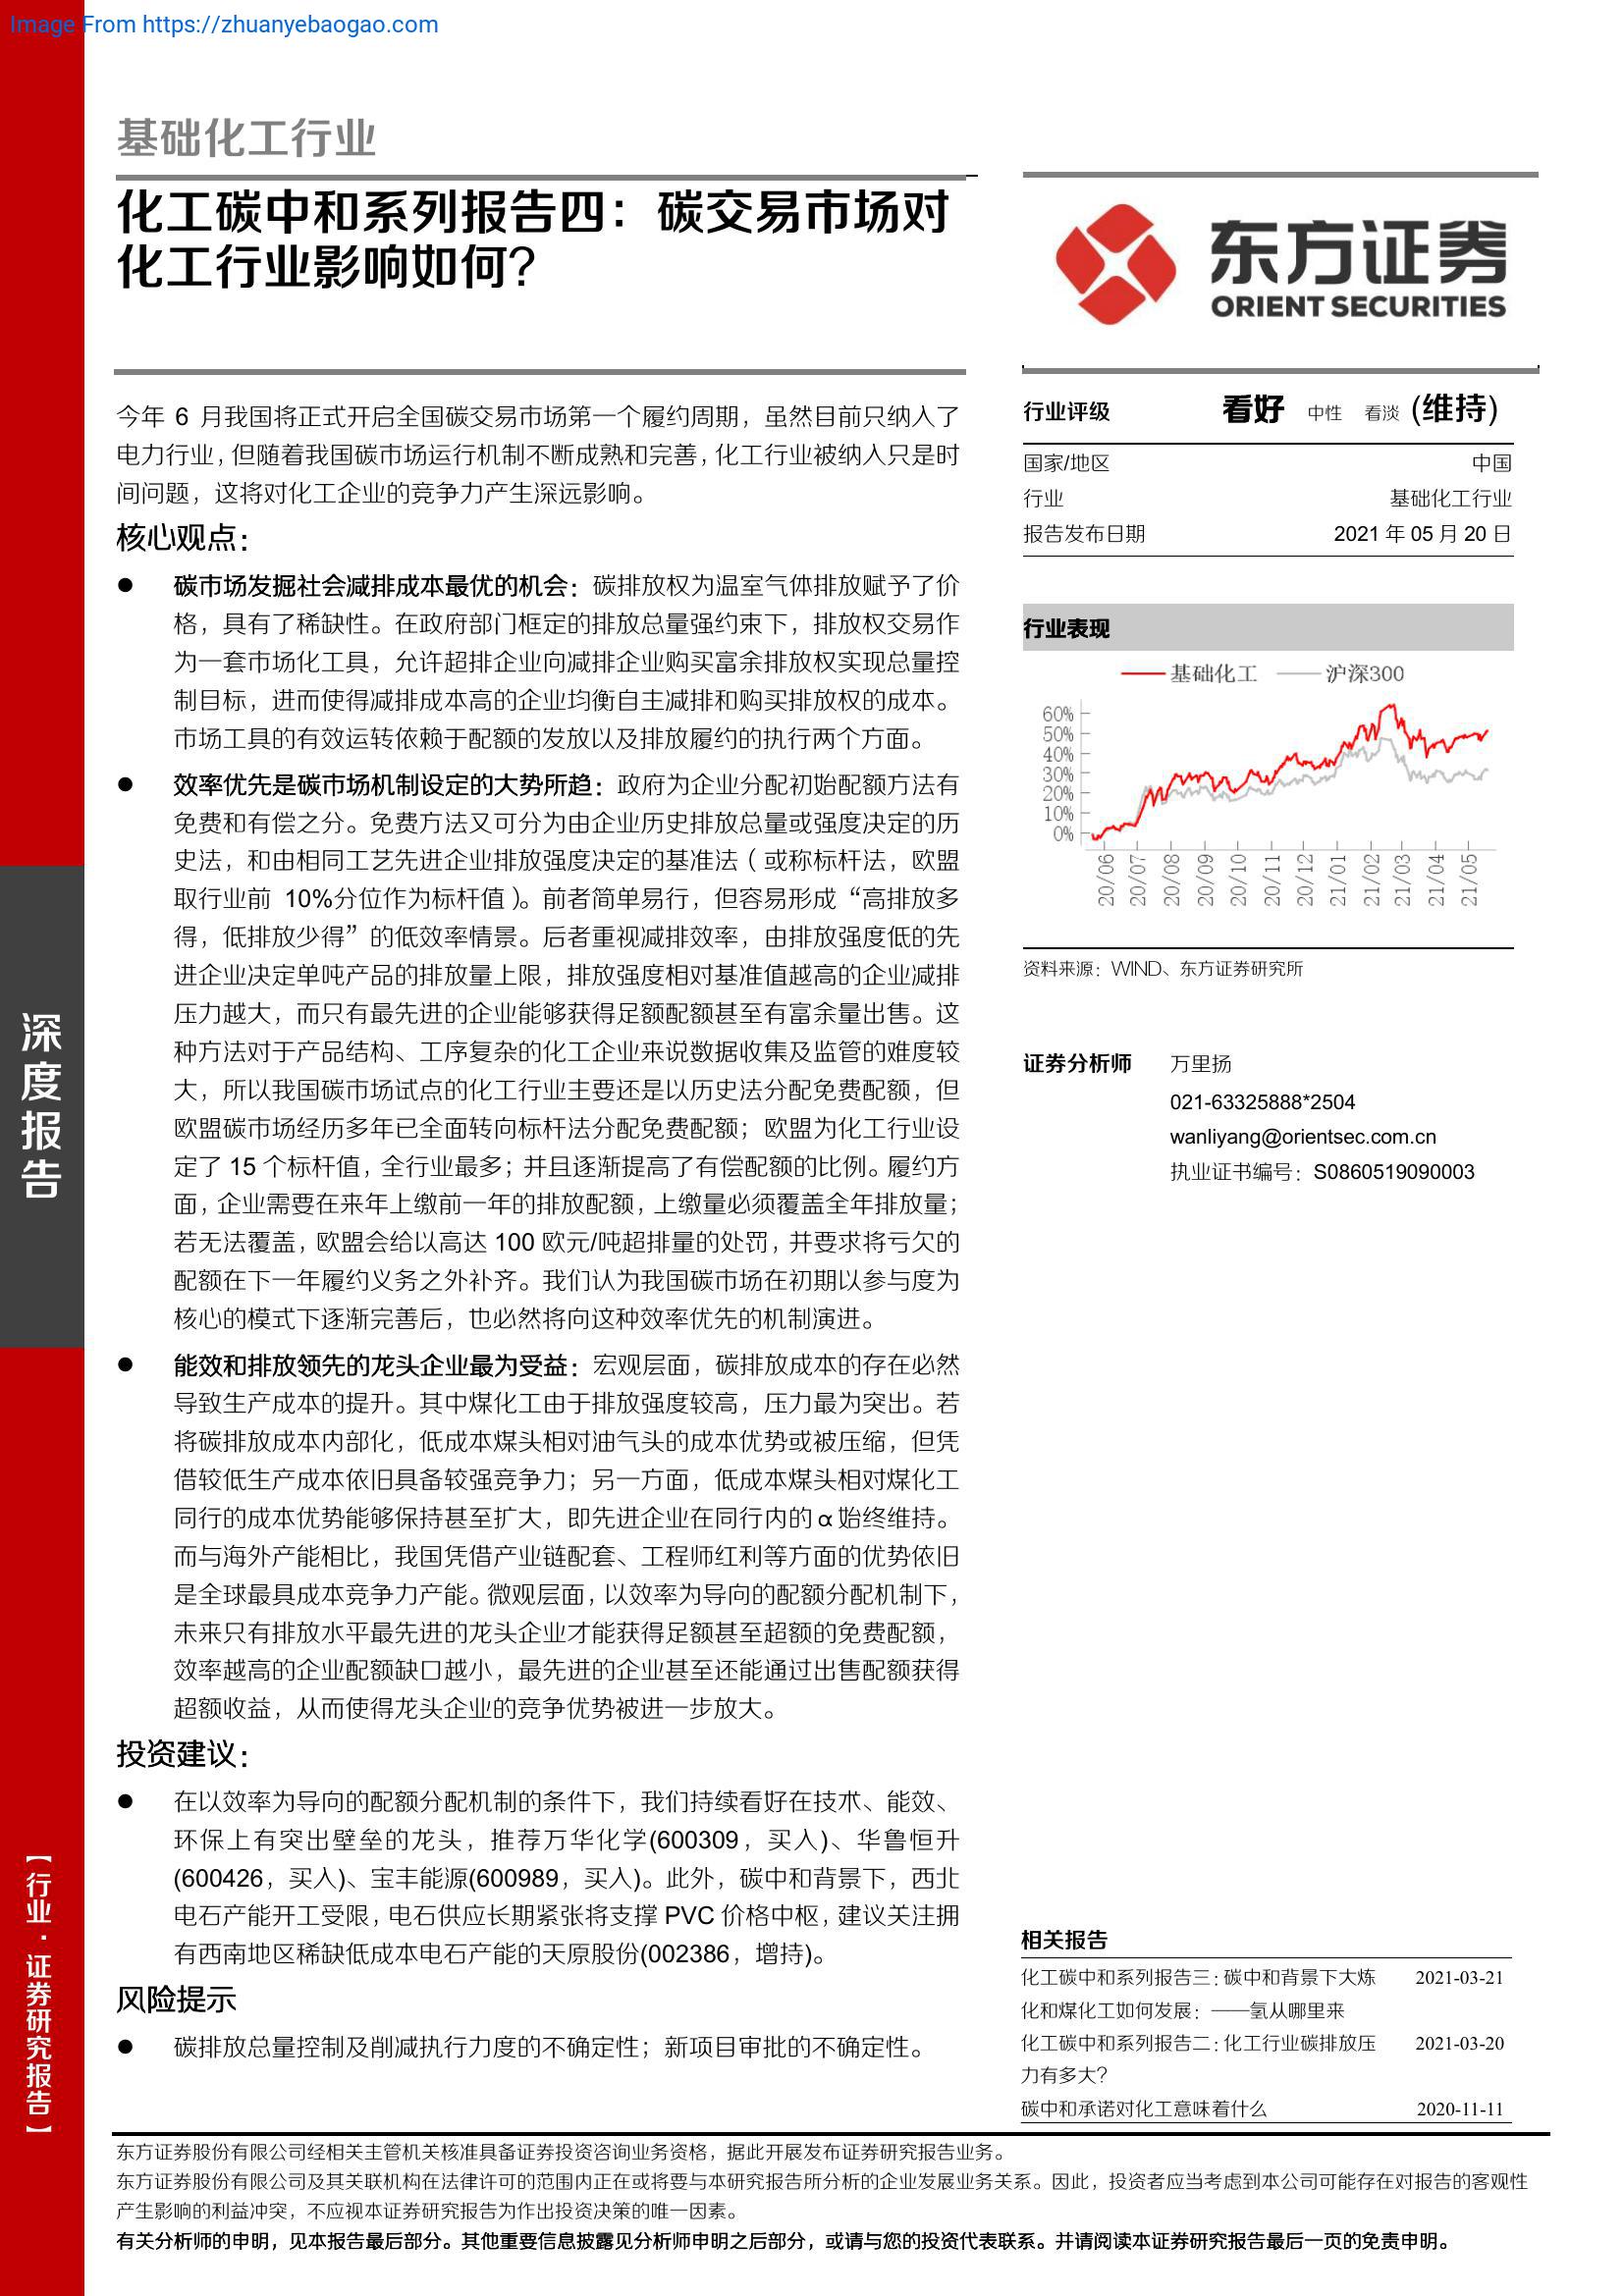 Image From https://zhuanyebaogao.com
基础化工行业
化工碳中和系列报告四：碳交易市场对
化工行业影响如何?
今年 6 月我国将正式开启全国碳交易市场第一个履约周期，虽然目前只纳入了
电力行业，但随着我国碳市场运行机制不断成熟和完善，化工行业被纳入只是时
间问题，这将对化工企业的竞争力产生深远影响。
核心观点：
● 碳市场发掘社会减排成本最优的机会：碳排放权为温室气体排放赋予了价
格，具有了稀缺性。在政府部门框定的排放总量强约束下，排放权交易作
为一套市场化工具，允许超排企业向减排企业购买富余排放权实现总量控
制目标，进而使得减排成本高的企业均衡自主减排和购买排放权的成本。
市场工具的有效运转依赖于配额的发放以及排放履约的执行两个方面。
● 效率优先是碳市场机制设定的大势所趋：政府为企业分配初始配额方法有
免费和有偿之分。免费方法又可分为由企业历史排放总量或强度决定的历
史法，和由相同工艺先进企业排放强度决定的基准法（或称标杆法，欧盟
取行业前 10%分位作为标杆值）。前者简单易行，但容易形成“高排放多
得，低排放少得”的低效率情景。后者重视减排效率，由排放强度低的先
进企业决定单吨产品的排放量上限，排放强度相对基准值越高的企业减排
压力越大，而只有最先进的企业能够获得足额配额甚至有富余量出售。这
种方法对于产品结构、工序复杂的化工企业来说数据收集及监管的难度较
大，所以我国碳市场试点的化工行业主要还是以历史法分配免费配额，但
欧盟碳市场经历多年已全面转向标杆法分配免费配额；欧盟为化工行业设
定了 15 个标杆值，全行业最多；并且逐渐提高了有偿配额的比例。履约方
面，企业需要在来年上缴前一年的排放配额，上缴量必须覆盖全年排放量；
若无法覆盖，欧盟会给以高达 100 欧元/吨超排量的处罚，并要求将亏欠的
配额在下一年履约义务之外补齐。我们认为我国碳市场在初期以参与度为
核心的模式下逐渐完善后，也必然将向这种效率优先的机制演进。
● 能效和排放领先的龙头企业最为受益：宏观层面，碳排放成本的存在必然
导致生产成本的提升。其中煤化工由于排放强度较高，压力最为突出。若
将碳排放成本内部化，低成本煤头相对油气头的成本优势或被压缩，但凭
借较低生产成本依旧具备较强竞争力；另一方面，低成本煤头相对煤化工
同行的成本优势能够保持甚至扩大，即先进企业在同行内的α始终维持。
而与海外产能相比，我国凭借产业链配套、工程师红利等方面的优势依旧
是全球最具成本竞争力产能。微观层面，以效率为导向的配额分配机制下，
未来只有排放水平最先进的龙头企业才能获得足额甚至超额的免费配额，
效率越高的企业配额缺口越小，最先进的企业甚至还能通过出售配额获得
超额收益，从而使得龙头企业的竞争优势被进一步放大。
投资建议：
● 在以效率为导向的配额分配机制的条件下，我们持续看好在技术、能效、
环保上有突出壁垒的龙头，推荐万华化学(600309，买入)、华鲁恒升
(600426，买入)、宝丰能源(600989，买入)。此外，碳中和背景下，西北
电石产能开工受限，电石供应长期紧张将支撑 PVC 价格中枢，建议关注拥
有西南地区稀缺低成本电石产能的天原股份(002386，增持)。
风险提示
● 碳排放总量控制及削减执行力度的不确定性；新项目审批的不确定性。
东方证券
ORIENT SECURITIES
行业评级 看好 中性 看淡 (维持)
国家/地区 中国
行业 基础化工行业
报告发布日期 2021 年 05 月 20 日
行业表现
基础化工 沪深300
60%
50%
40%
30%
20%
10%
0%
20/06 20/07 20/08 20/09 20/10 20/11 20/12 21/01 21/02 21/03 21/04 21/05
资料来源：WIND、东方证券研究所
证券分析师 万里扬
021-63325888*2504
wanliyang@orientsec.com.cn
执业证书编号：S0860519090003
相关报告
化工碳中和系列报告三：碳中和背景下大炼 2021-03-21
化和煤化工如何发展：——氢从哪里来
化工碳中和系列报告二：化工行业碳排放压 2021-03-20
力有多大?
碳中和承诺对化工意味着什么 2020-11-11
深度报告
【行业·证券研究报告】
东方证券股份有限公司经相关主管机关核准具备证券投资咨询业务资格，据此开展发布证券研究报告业务。
东方证券股份有限公司及其关联机构在法律许可的范围内正在或将要与本研究报告所分析的企业发展业务关系。因此，投资者应当考虑到本公司可能存在对报告的客观性
产生影响的利益冲突，不应视本证券研究报告为作出投资决策的唯一因素。
有关分析师的申明，见本报告最后部分。其他重要信息披露见分析师申明之后部分，或请与您的投资代表联系。并请阅读本证券研究报告最后一页的免责申明。